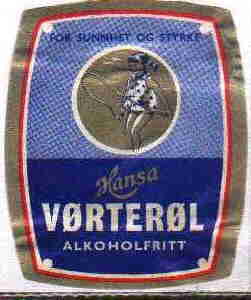 FOR SUNNHET OG STYRKE
Hansa
VØRTERØL
ALKOHOLFRITT